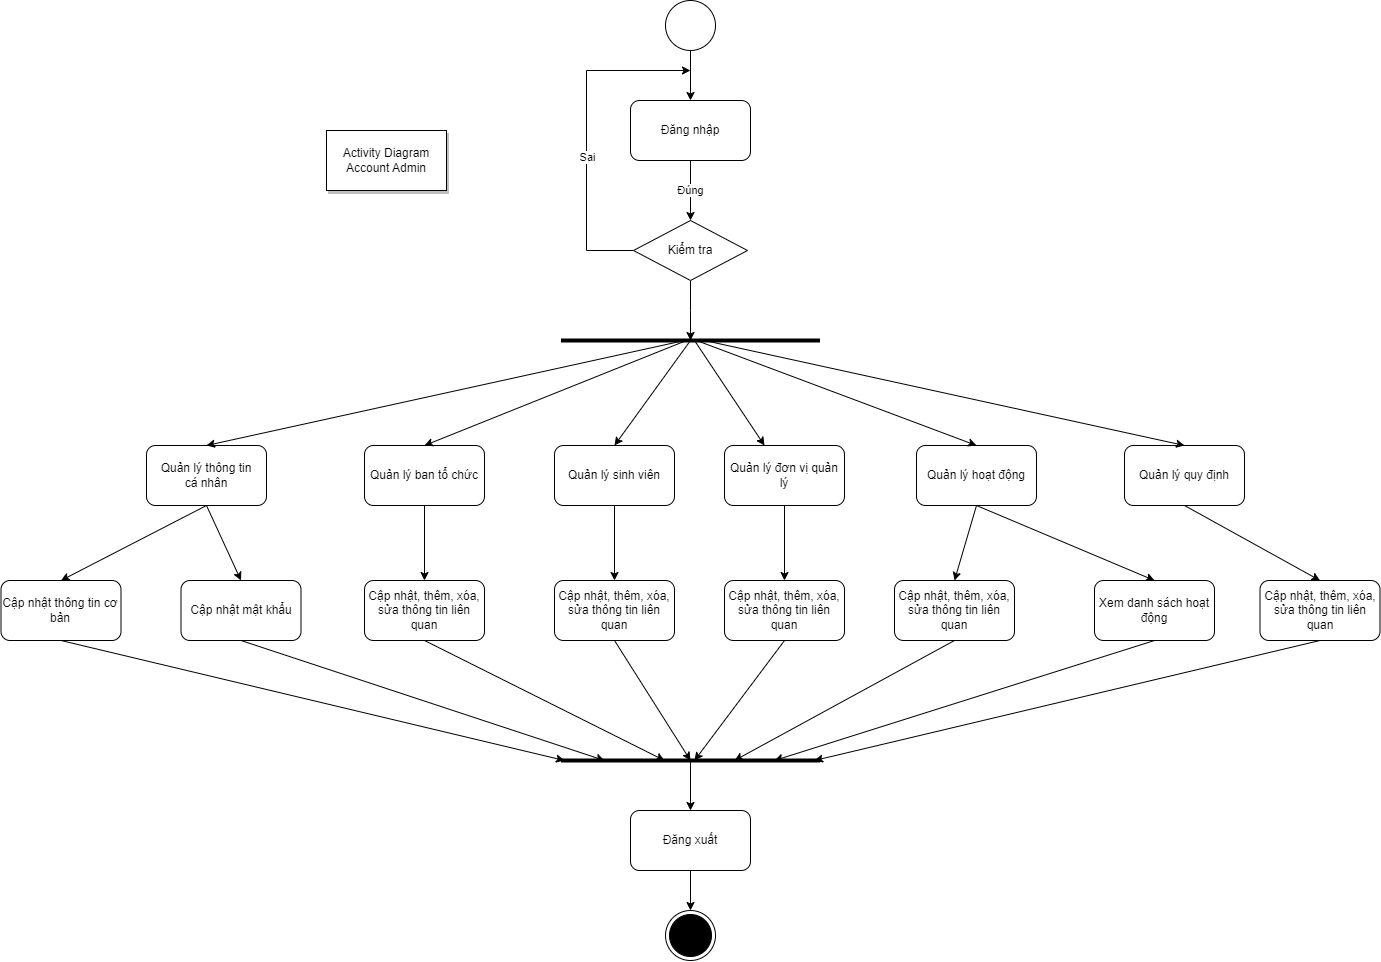 Đăng nhập
Activity Diagram
Account Admin
Sai
Đúng
Kiểm tra
Quản lý thông tin
cá nhân
Quản lý ban tổ chức
Quản lý sinh viên
Quản lý đơn vị quản
lý
Quản lý hoạt động
Quản lý quy định
Cập nhật thông tin cơ
bản
Cập nhật mật khẩu
Cập nhật, thêm, xóa,
sửa thông tin liên
quan
Cập nhật, thêm, xóa,
sửa thông tin liên
quan
Cập nhật, thêm, xóa,
sửa thông tin liên
quan
Cập nhật, thêm, xóa,
sửa thông tin liên
quan
Xem danh sách hoạt
động
Cập nhật, thêm, xóa,
sửa thông tin liên
quan
Đăng xuất